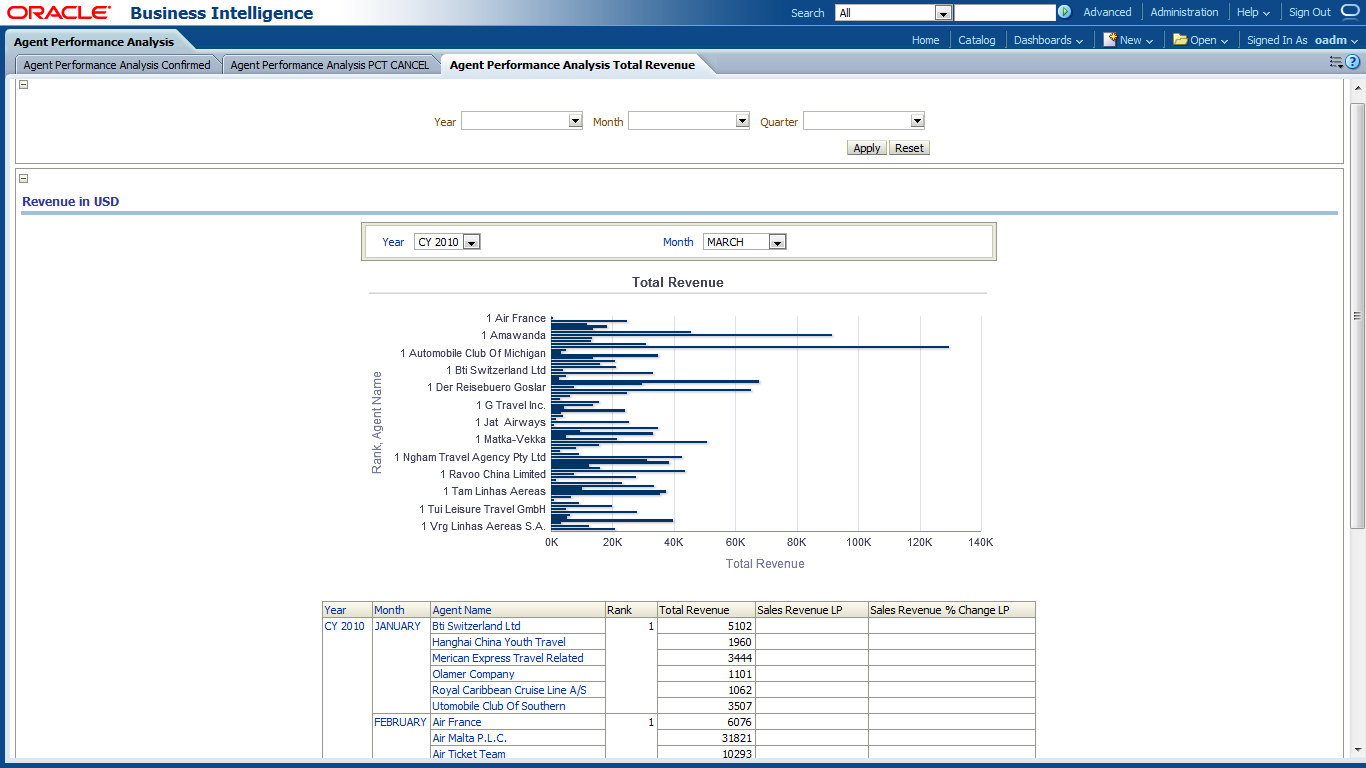 ORACLE Business Intelligence
Search All Advanced Administration Help Sign Out
Agent Performance Analysis
Home Catalog Dashboards New Open Signed In As oadm
Agent Performance Analysis Confirmed Agent Performance Analysis PCT CANCEL Agent Performance Analysis Total Revenue
Year Month Quarter
Apply Reset
Revenue in USD
Year CY 2010 Month MARCH
Total Revenue
Rank, Agent Name
1 Air France
1 Amawanda
1 Automobile Club Of Michigan
1 Bti Switzerland Ltd
1 Der Reisebuero Goslar
1 G Travel Inc.
1 Jat Airways
1 Matka-Vekka
1 Ngham Travel Agency Pty Ltd
1 Ravoo China Limited
1 Tam Linhas Aereas
1 Tui Leisure Travel GmbH
1 Vrg Linhas Aereas S.A.
0K 20K 40K 60K 80K 100K 120K 140K
Total Revenue
Year Month Agent Name Rank Total Revenue Sales Revenue LP Sales Revenue % Change LP
CY 2010 JANUARY Bti Switzerland Ltd 1 5102
Hanghai China Youth Travel 1960
Merican Express Travel Related 3444
Olamer Company 1101
Royal Caribbean Cruise Line A/S 1062
Utomobile Club Of Southern 3507
FEBRUARY Air France 1 6076
Air Malta P.L.C. 31821
Air Ticket Team 10293